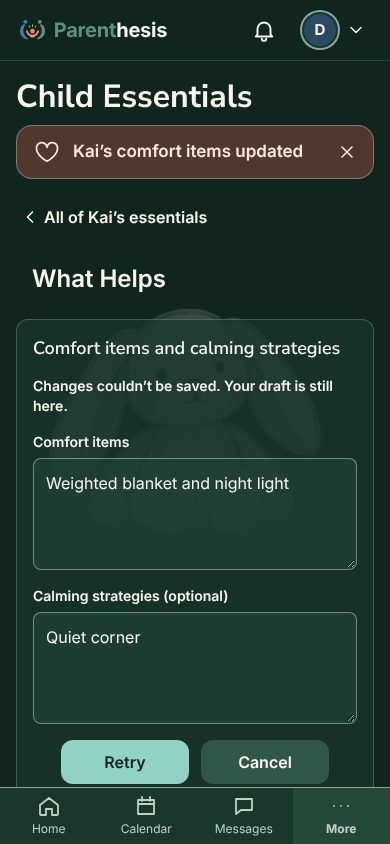 Parenthesis
D
Child Essentials
Kai’s comfort items updated
All of Kai’s essentials
What Helps
Comfort items and calming strategies
Changes couldn’t be saved. Your draft is still
here.
Comfort items
Weighted blanket and night light
Calming strategies (optional)
Quiet corner
Retry
Cancel
Home
Calendar
Messages
More